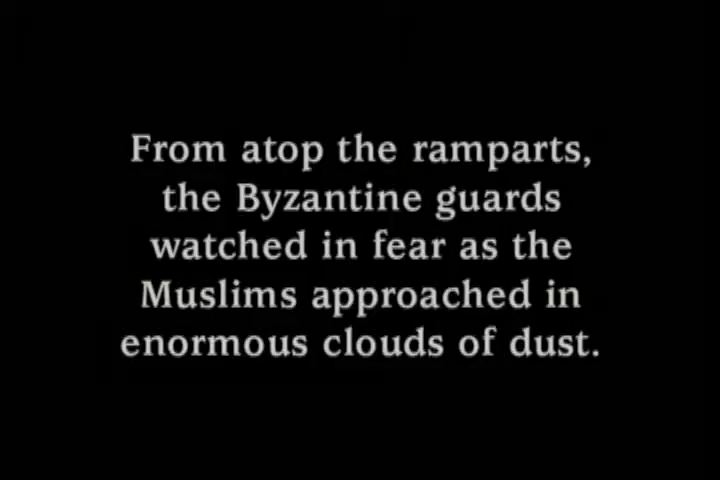 From atop the ramparts,
the Byzantine guards
watched in fear as the
Muslims approached in
enormous clouds of dust.